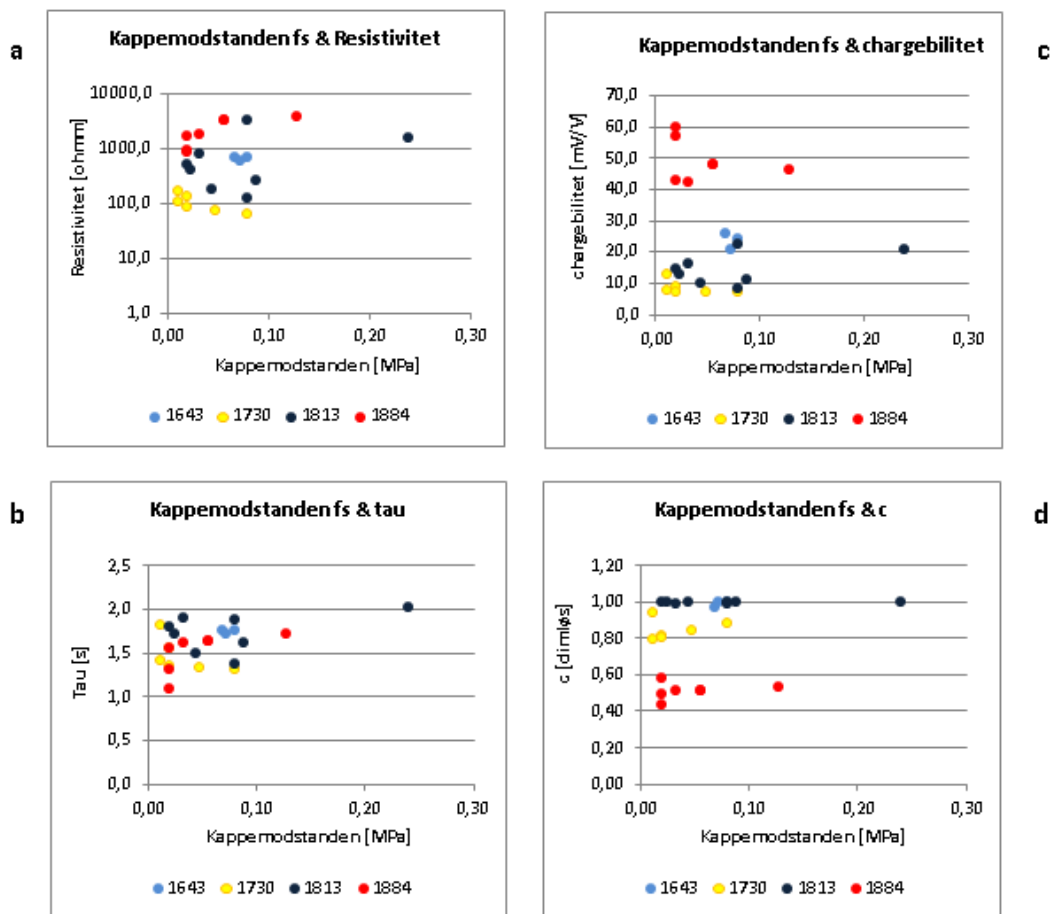 a
Kappemodstanden fs & Resistivitet
Resistivitet [ohmm]
10000,0
1000,0
100,0
10,0
1,0
0,00 0,10 0,20 0,30
Kappemodstanden [MPa]
1643 1730 1813 1884
c
Kappemodstanden fs & chargebilitet
chargebilitet [mV/V]
70,0
60,0
50,0
40,0
30,0
20,0
10,0
0,0
0,00 0,10 0,20 0,30
Kappemodstanden [MPa]
1643 1730 1813 1884
b
Kappemodstanden fs & tau
Tau [s]
2,5
2,0
1,5
1,0
0,5
0,0
0,00 0,10 0,20 0,30
Kappemodstanden [MPa]
1643 1730 1813 1884
d
Kappemodstanden fs & c
c [dimløs]
1,20
1,00
0,80
0,60
0,40
0,20
0,00
0,00 0,10 0,20 0,30
Kappemodstanden [MPa]
1643 1730 1813 1884